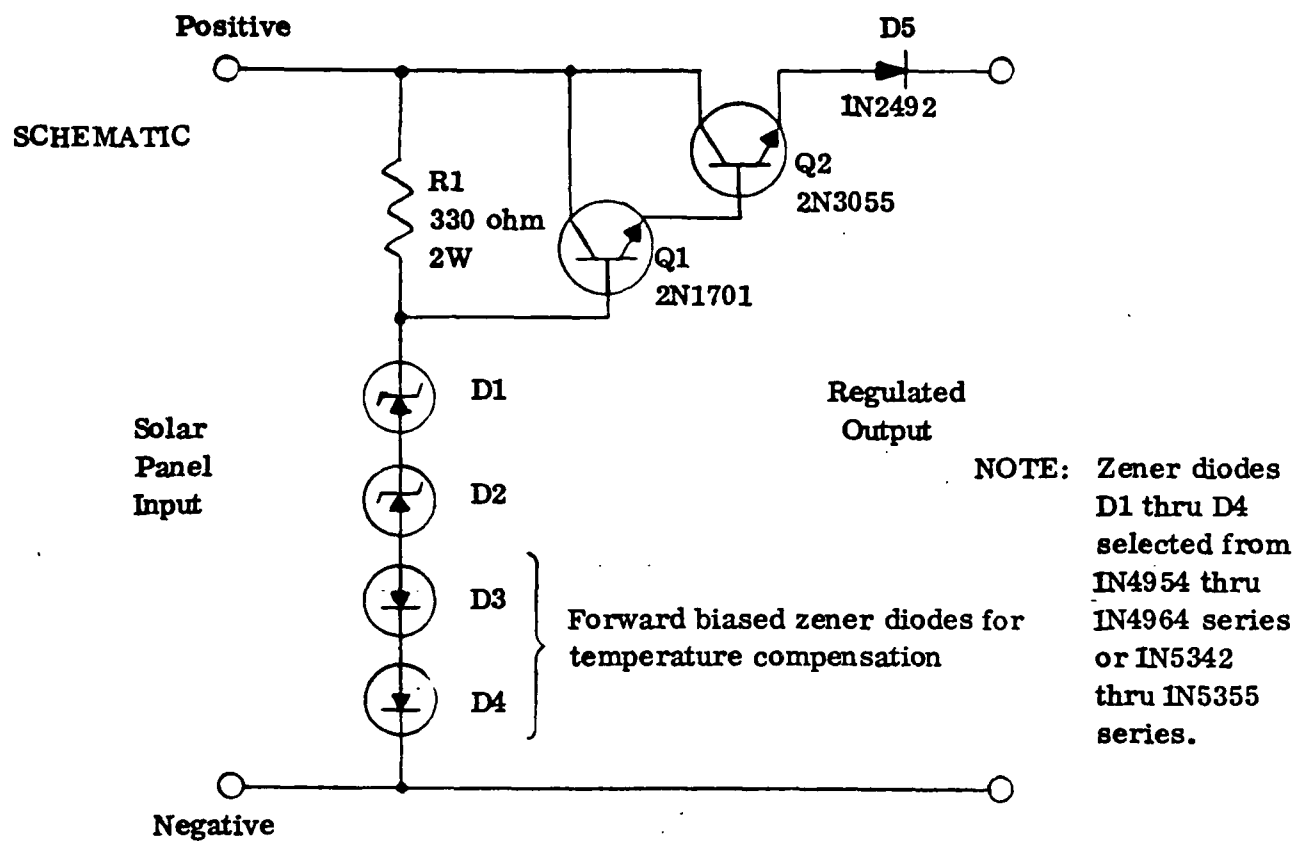 Positive
D5
1N2492
SCHEMATIC
R1
330 ohm
2W
Q2
2N3055
Q1
2N1701
D1
Solar
Panel
Input
D2
Regulated
Output
D3
D4
Forward biased zener diodes for
temperature compensation
NOTE: Zener diodes
D1 thru D4
selected from
1N4954 thru
1N4964 series
or 1N5342
thru 1N5355
series.
Negative